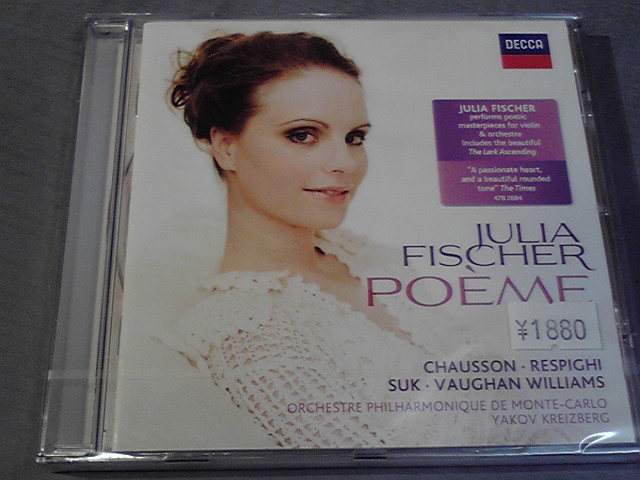 DECCA
JULIA FISCHER
performs poetic
masterpieces for violin
& orchestra
Includes the beautiful
The Lark Ascending
"A passionate heart,
and a beautiful rounded
tone" The Times
478 2684
JULIA
FISCHER
POÈME
¥1880
CHAUSSON · RESPIGHI
SUK · VAUGHAN WILLIAMS
ORCHESTRE PHILHARMONIQUE DE MONTE-CARLO
YAKOV KREIZBERG